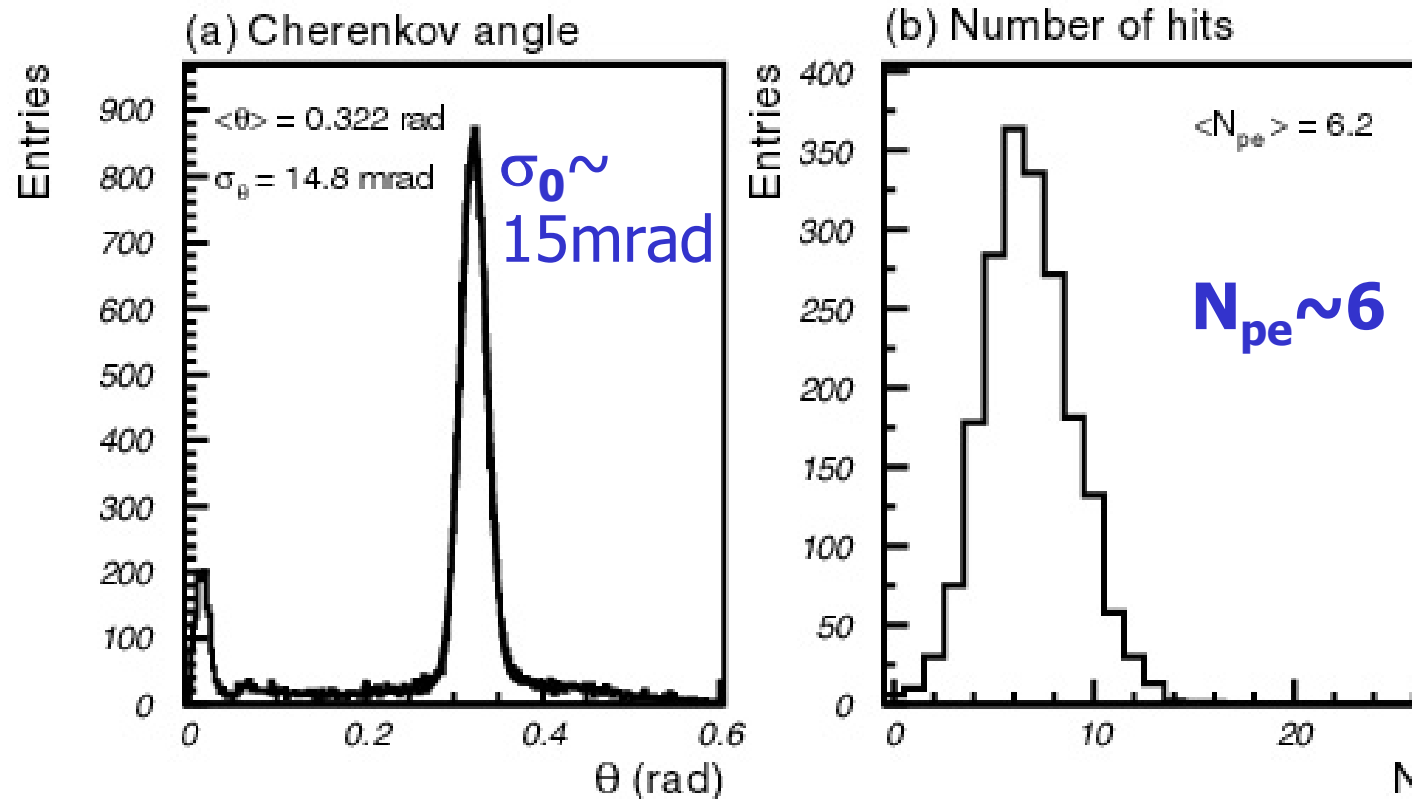 (a) Cherenkov angle
Entries
900
800
700
600
500
400
300
200
100
0
<θ> = 0.322 rad
σθ = 14.8 mrad
σ0~
15mrad
0
0.2
0.4
0.6
θ (rad)
(b) Number of hits
Entries
400
350
300
250
200
150
100
50
0
<Npe> = 6.2
Npe~6
0
10
20
N